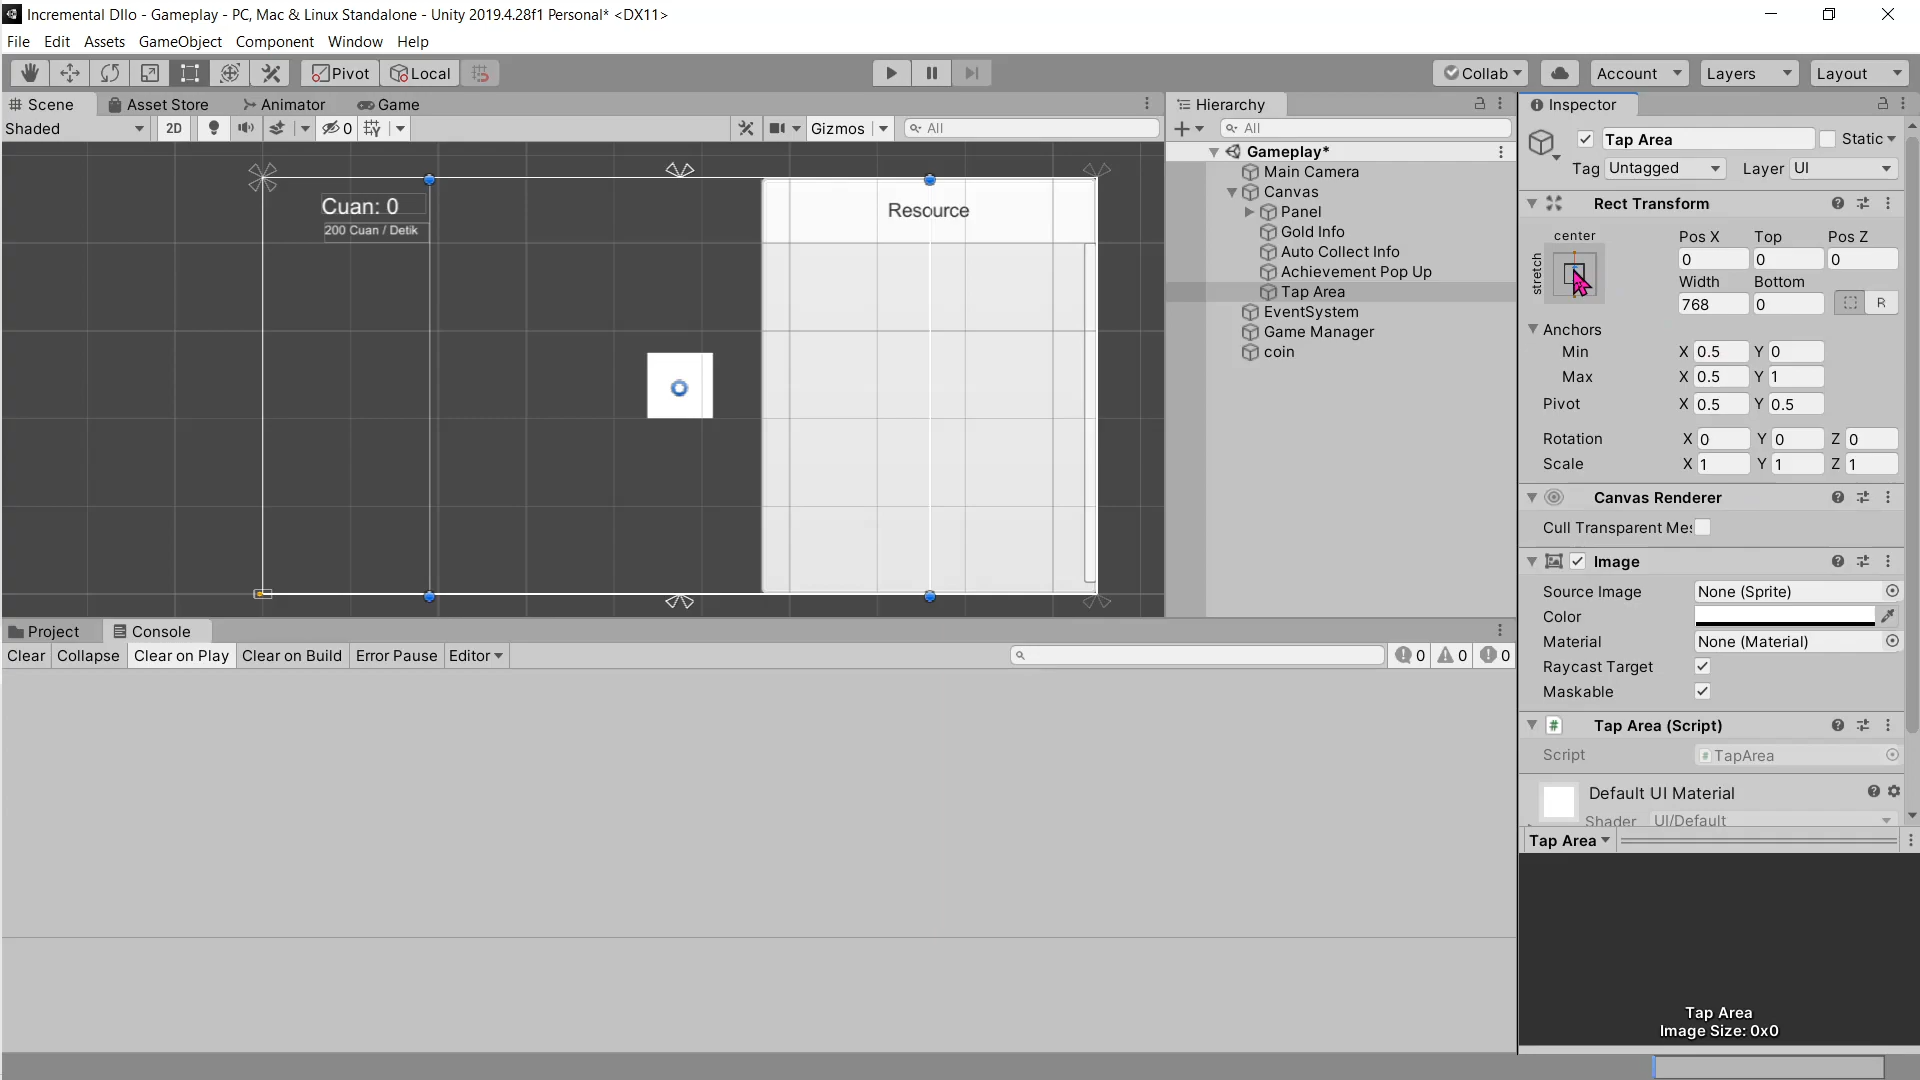 Incremental DIlo - Gameplay - PC, Mac & Linux Standalone - Unity 2019.4.28f1 Personal* <DX11>
File Edit Assets GameObject Component Window Help
Pivot Local Collab Account Layers Layout
Scene Asset Store Animator Game
Shaded 2D 0 Gizmos All
Cuan: 0
200 Cuan / Detik
Resource
Hierarchy
All
Gameplay*
Main Camera
Canvas
Panel
Gold Info
Auto Collect Info
Achievement Pop Up
Tap Area
EventSystem
Game Manager
coin
Project Console
Clear Collapse Clear on Play Clear on Build Error Pause Editor 0 0 0
Inspector
Tap Area Static
Tag Untagged Layer UI
Rect Transform
center
stretch
Pos X Top Pos Z
0 0 0
Width Bottom
768 0 R
Anchors
Min X 0.5 Y 0
Max X 0.5 Y 1
Pivot X 0.5 Y 0.5
Rotation X 0 Y 0 Z 0
Scale X 1 Y 1 Z 1
Canvas Renderer
Cull Transparent Me
Image
Source Image None (Sprite)
Color
Material None (Material)
Raycast Target
Maskable
Tap Area (Script)
Script TapArea
Default UI Material
Shader UI/Default
Tap Area
Tap Area
Image Size: 0x0